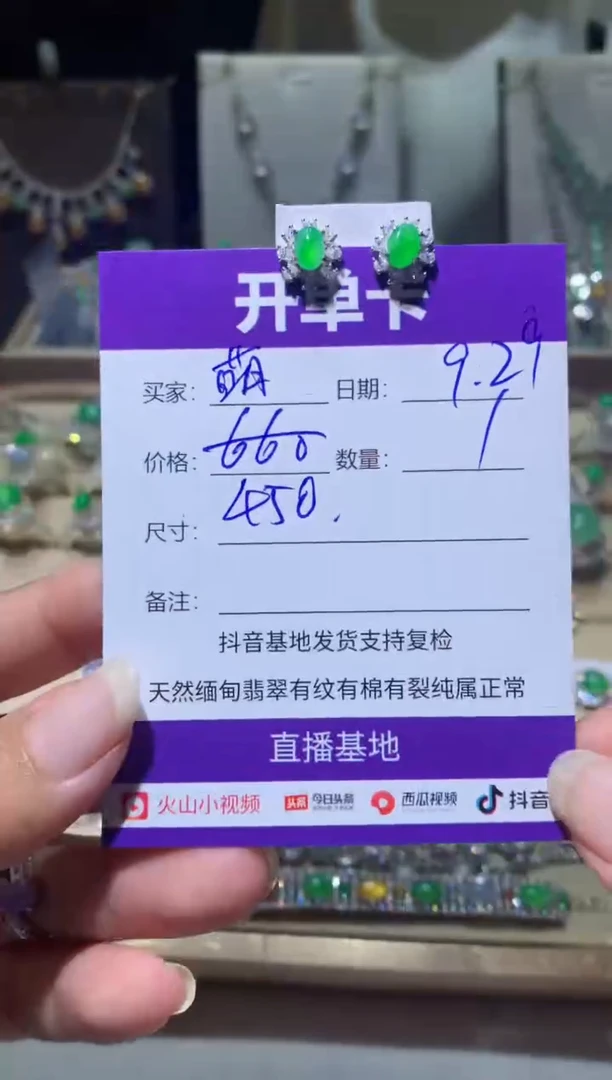 开单卡
买家: 萌 日期: 9.29
价格: 660 数量: 1
450.
尺寸:
备注:
抖音基地发货支持复检
天然缅甸翡翠有纹有棉有裂纯属正常
直播基地
火山小视频 头条 今日头条 西瓜视频 抖音